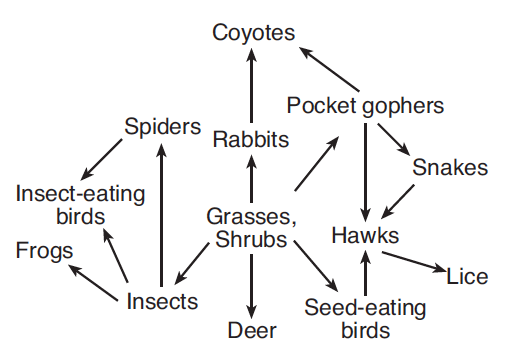 Coyotes
Pocket gophers
Spiders
Rabbits
Snakes
Insect-eating
birds
Grasses,
Shrubs
Hawks
Frogs
Lice
Insects
Seed-eating
birds
Deer